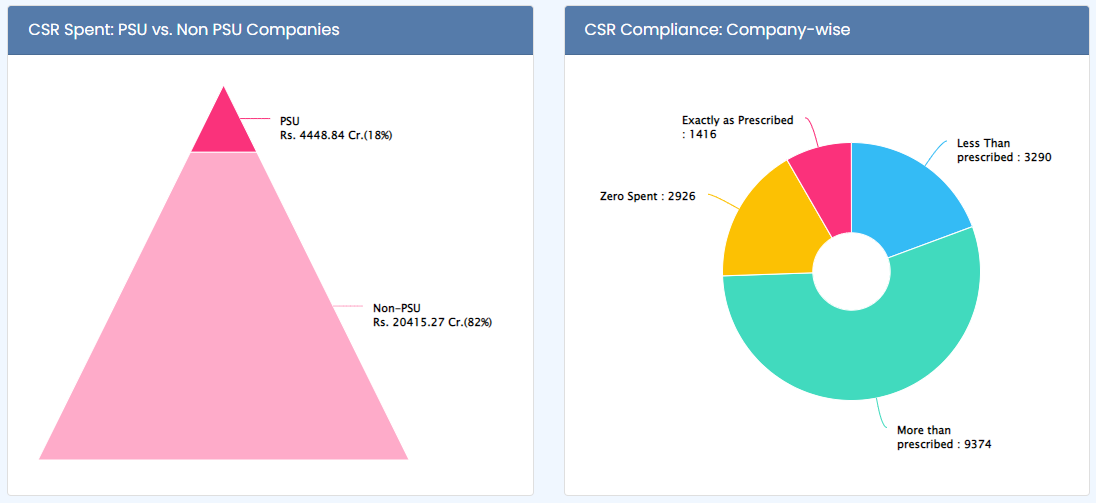 CSR Spent: PSU vs. Non PSU Companies
PSU
Rs. 4448.84 Cr.(18%)
Non-PSU
Rs. 20415.27 Cr.(82%)
CSR Compliance: Company-wise
Exactly as Prescribed
: 1416
Less Than
prescribed : 3290
Zero Spent : 2926
More than
prescribed : 9374